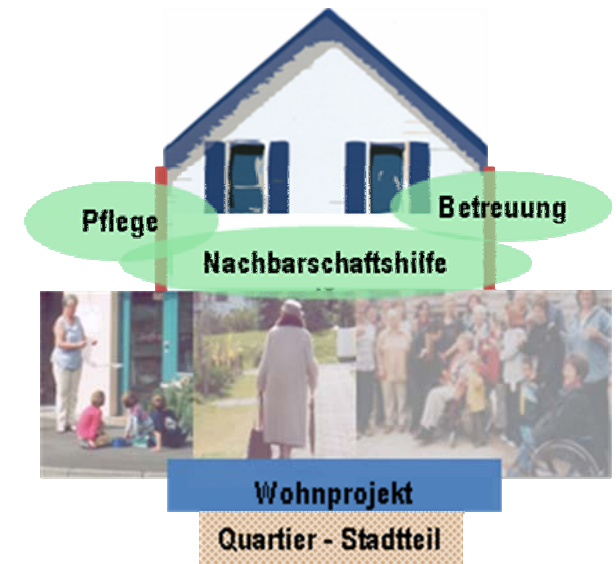 Pflege
Betreuung
Nachbarschaftshilfe
Wohnprojekt
Quartier - Stadtteil